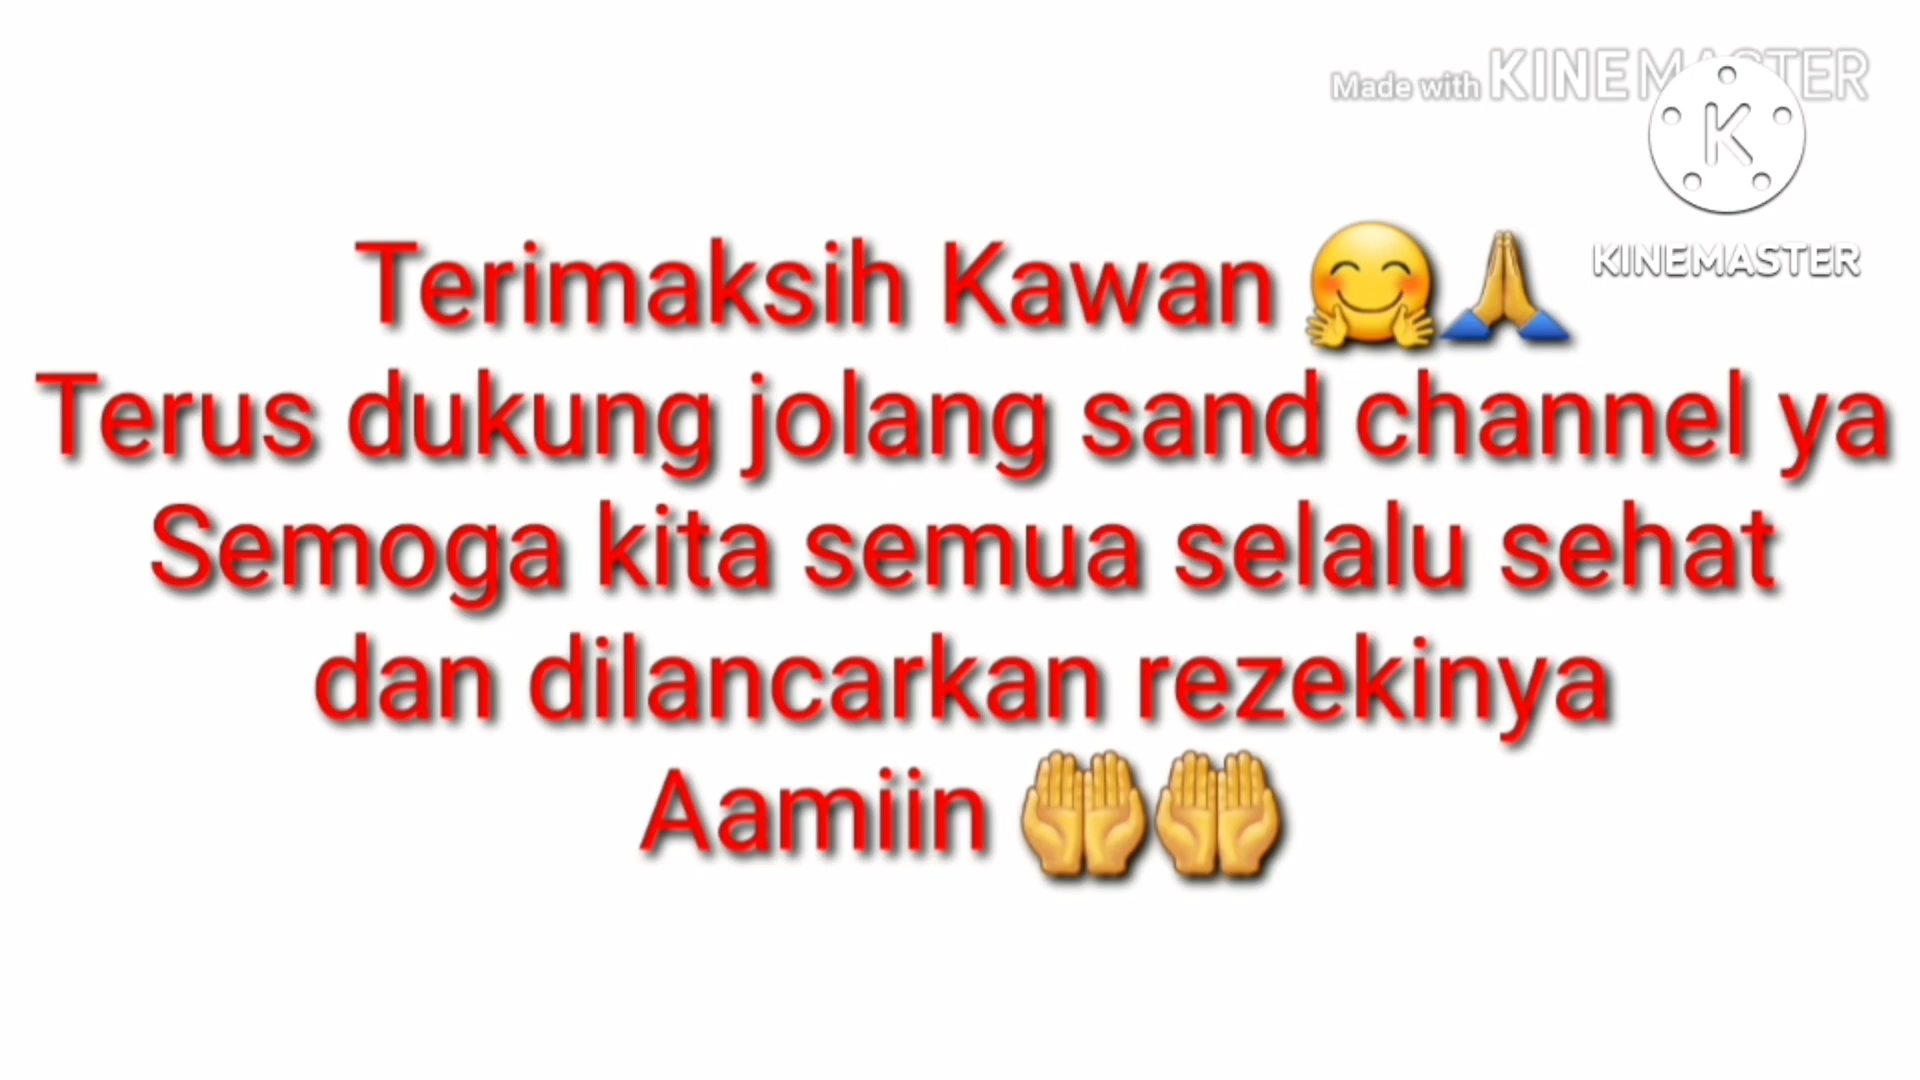 Made with KINEMASTER
K
KINEMASTER
Terimaksih Kawan 🤗🙏
Terus dukung jolang sand channel ya
Semoga kita semua selalu sehat
dan dilancarkan rezekinya
Aamiin 🤲🤲